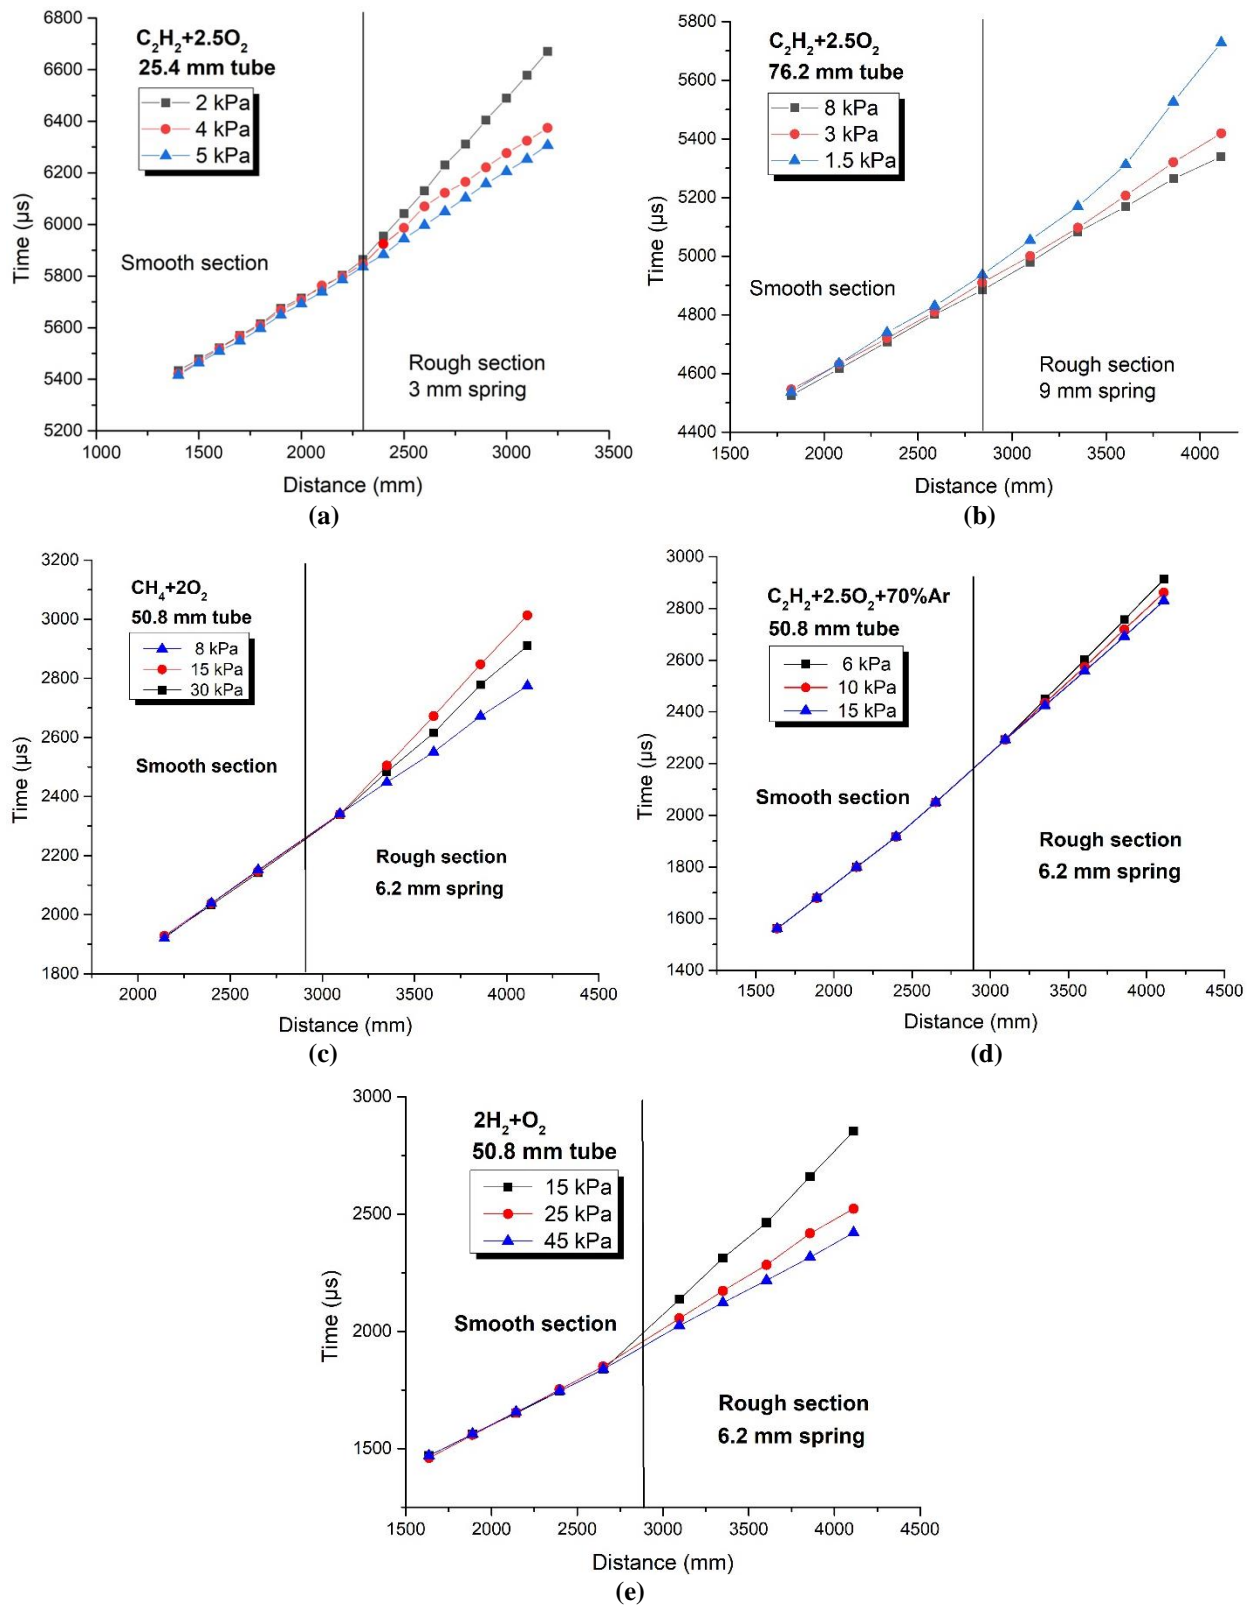 C₂H₂+2.5O₂
25.4 mm tube
2 kPa
4 kPa
5 kPa
Smooth section
Rough section
3 mm spring
6800
6600
6400
6200
6000
5800
5600
5400
5200
1000
1500
2000
2500
3000
3500
Time (µs)
Distance (mm)
(a)
C₂H₂+2.5O₂
76.2 mm tube
8 kPa
3 kPa
1.5 kPa
Smooth section
Rough section
9 mm spring
5800
5600
5400
5200
5000
4800
4600
4400
1500
2000
2500
3000
3500
4000
Time (µs)
Distance (mm)
(b)
CH₄+2O₂
50.8 mm tube
8 kPa
15 kPa
30 kPa
Smooth section
Rough section
6.2 mm spring
3200
3000
2800
2600
2400
2200
2000
1800
2000
2500
3000
3500
4000
4500
Time (µs)
Distance (mm)
(c)
C₂H₂+2.5O₂+70%Ar
50.8 mm tube
6 kPa
10 kPa
15 kPa
Smooth section
Rough section
6.2 mm spring
3000
2800
2600
2400
2200
2000
1800
1600
1400
1500
2000
2500
3000
3500
4000
4500
Time (µs)
Distance (mm)
(d)
2H₂+O₂
50.8 mm tube
15 kPa
25 kPa
45 kPa
Smooth section
Rough section
6.2 mm spring
3000
2500
2000
1500
1500
2000
2500
3000
3500
4000
4500
Time (µs)
Distance (mm)
(e)